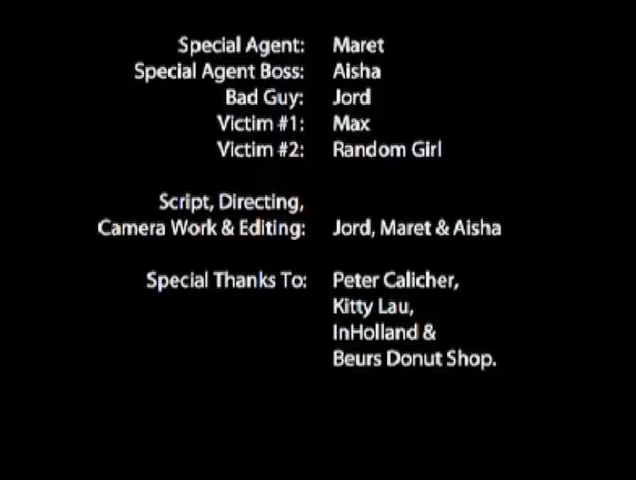 Special Agent: Maret
Special Agent Boss: Aisha
Bad Guy: Jord
Victim #1: Max
Victim #2: Random Girl
Script, Directing,
Camera Work & Editing: Jord, Maret & Aisha
Special Thanks To: Peter Calicher,
Kitty Lau,
InHolland &
Beurs Donut Shop.